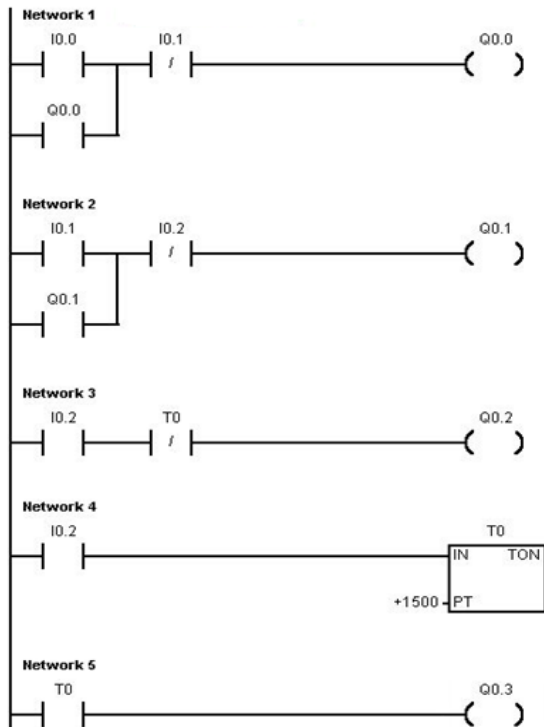 Network 1
I0.0 I0.1 Q0.0
Q0.0
Network 2
I0.1 I0.2 Q0.1
Q0.1
Network 3
I0.2 T0 Q0.2
Network 4
I0.2 T0
IN TON
+1500 PT
Network 5
T0 Q0.3